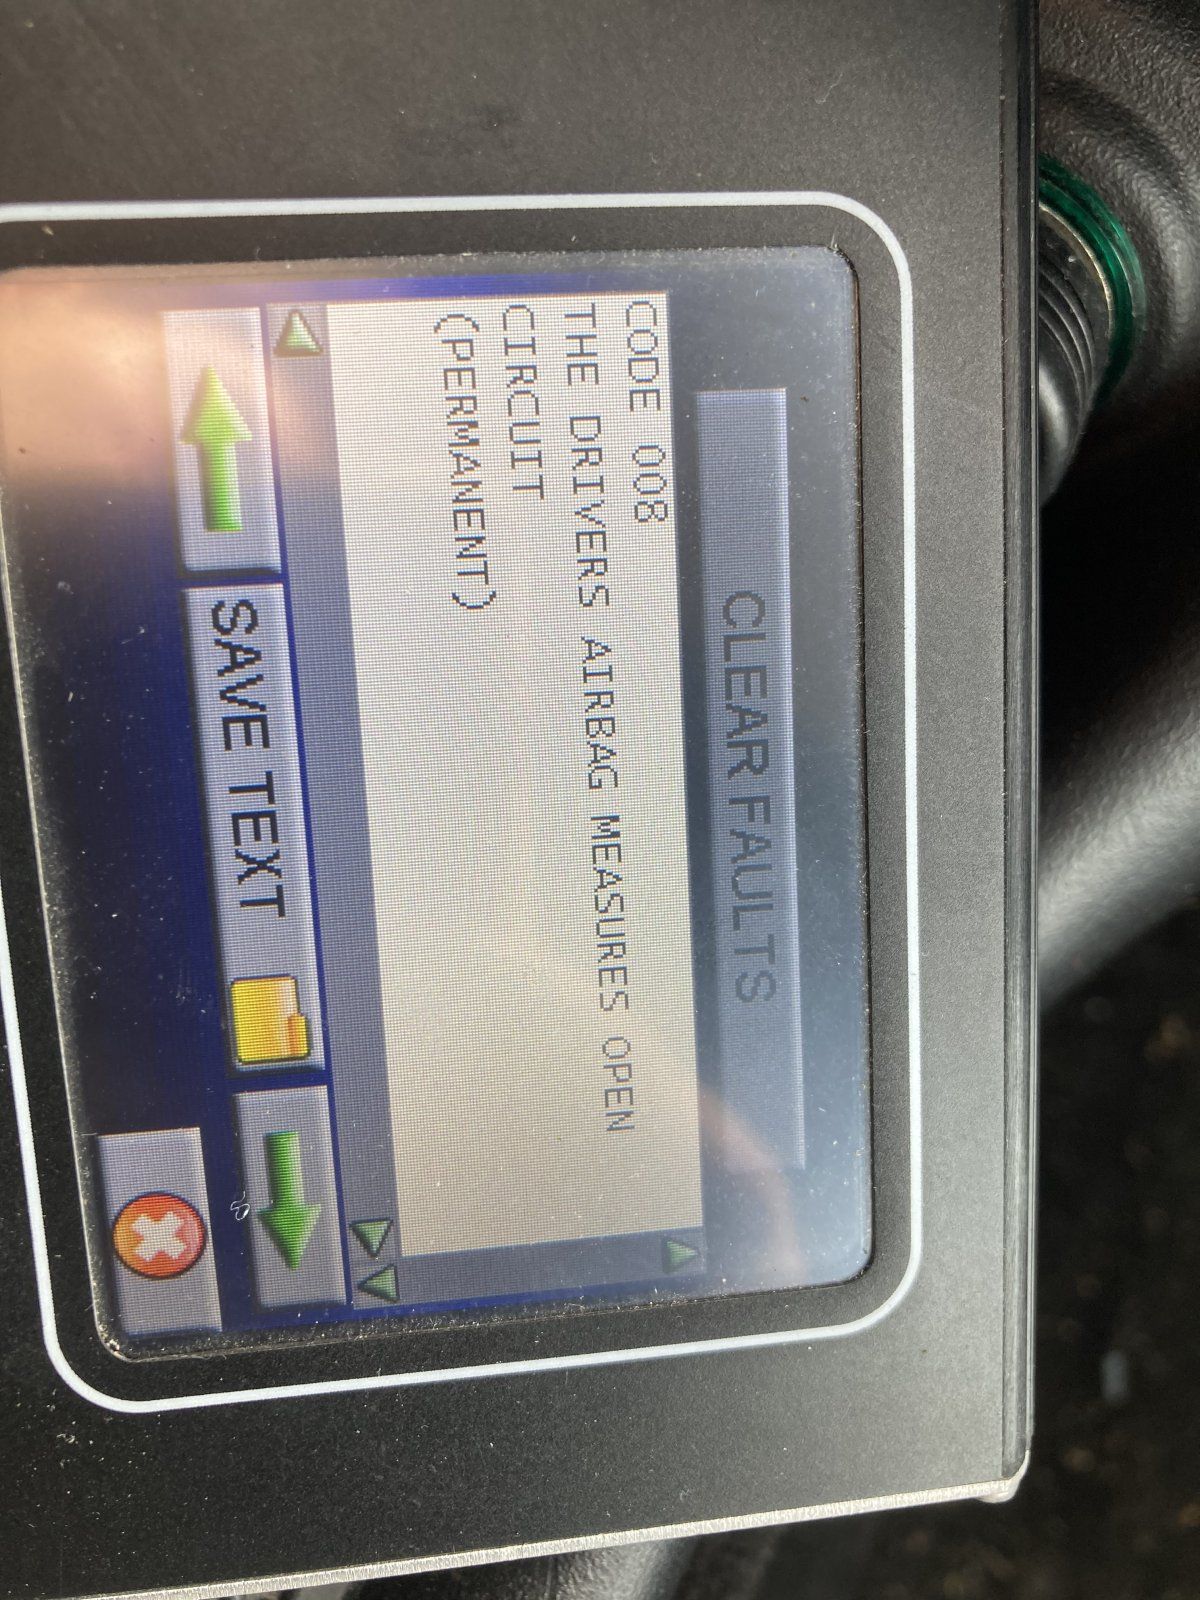 CLEAR FAULTS
CODE 008
THE DRIVERS AIRBAG MEASURES OPEN
CIRCUIT
(PERMANENT)
SAVE TEXT